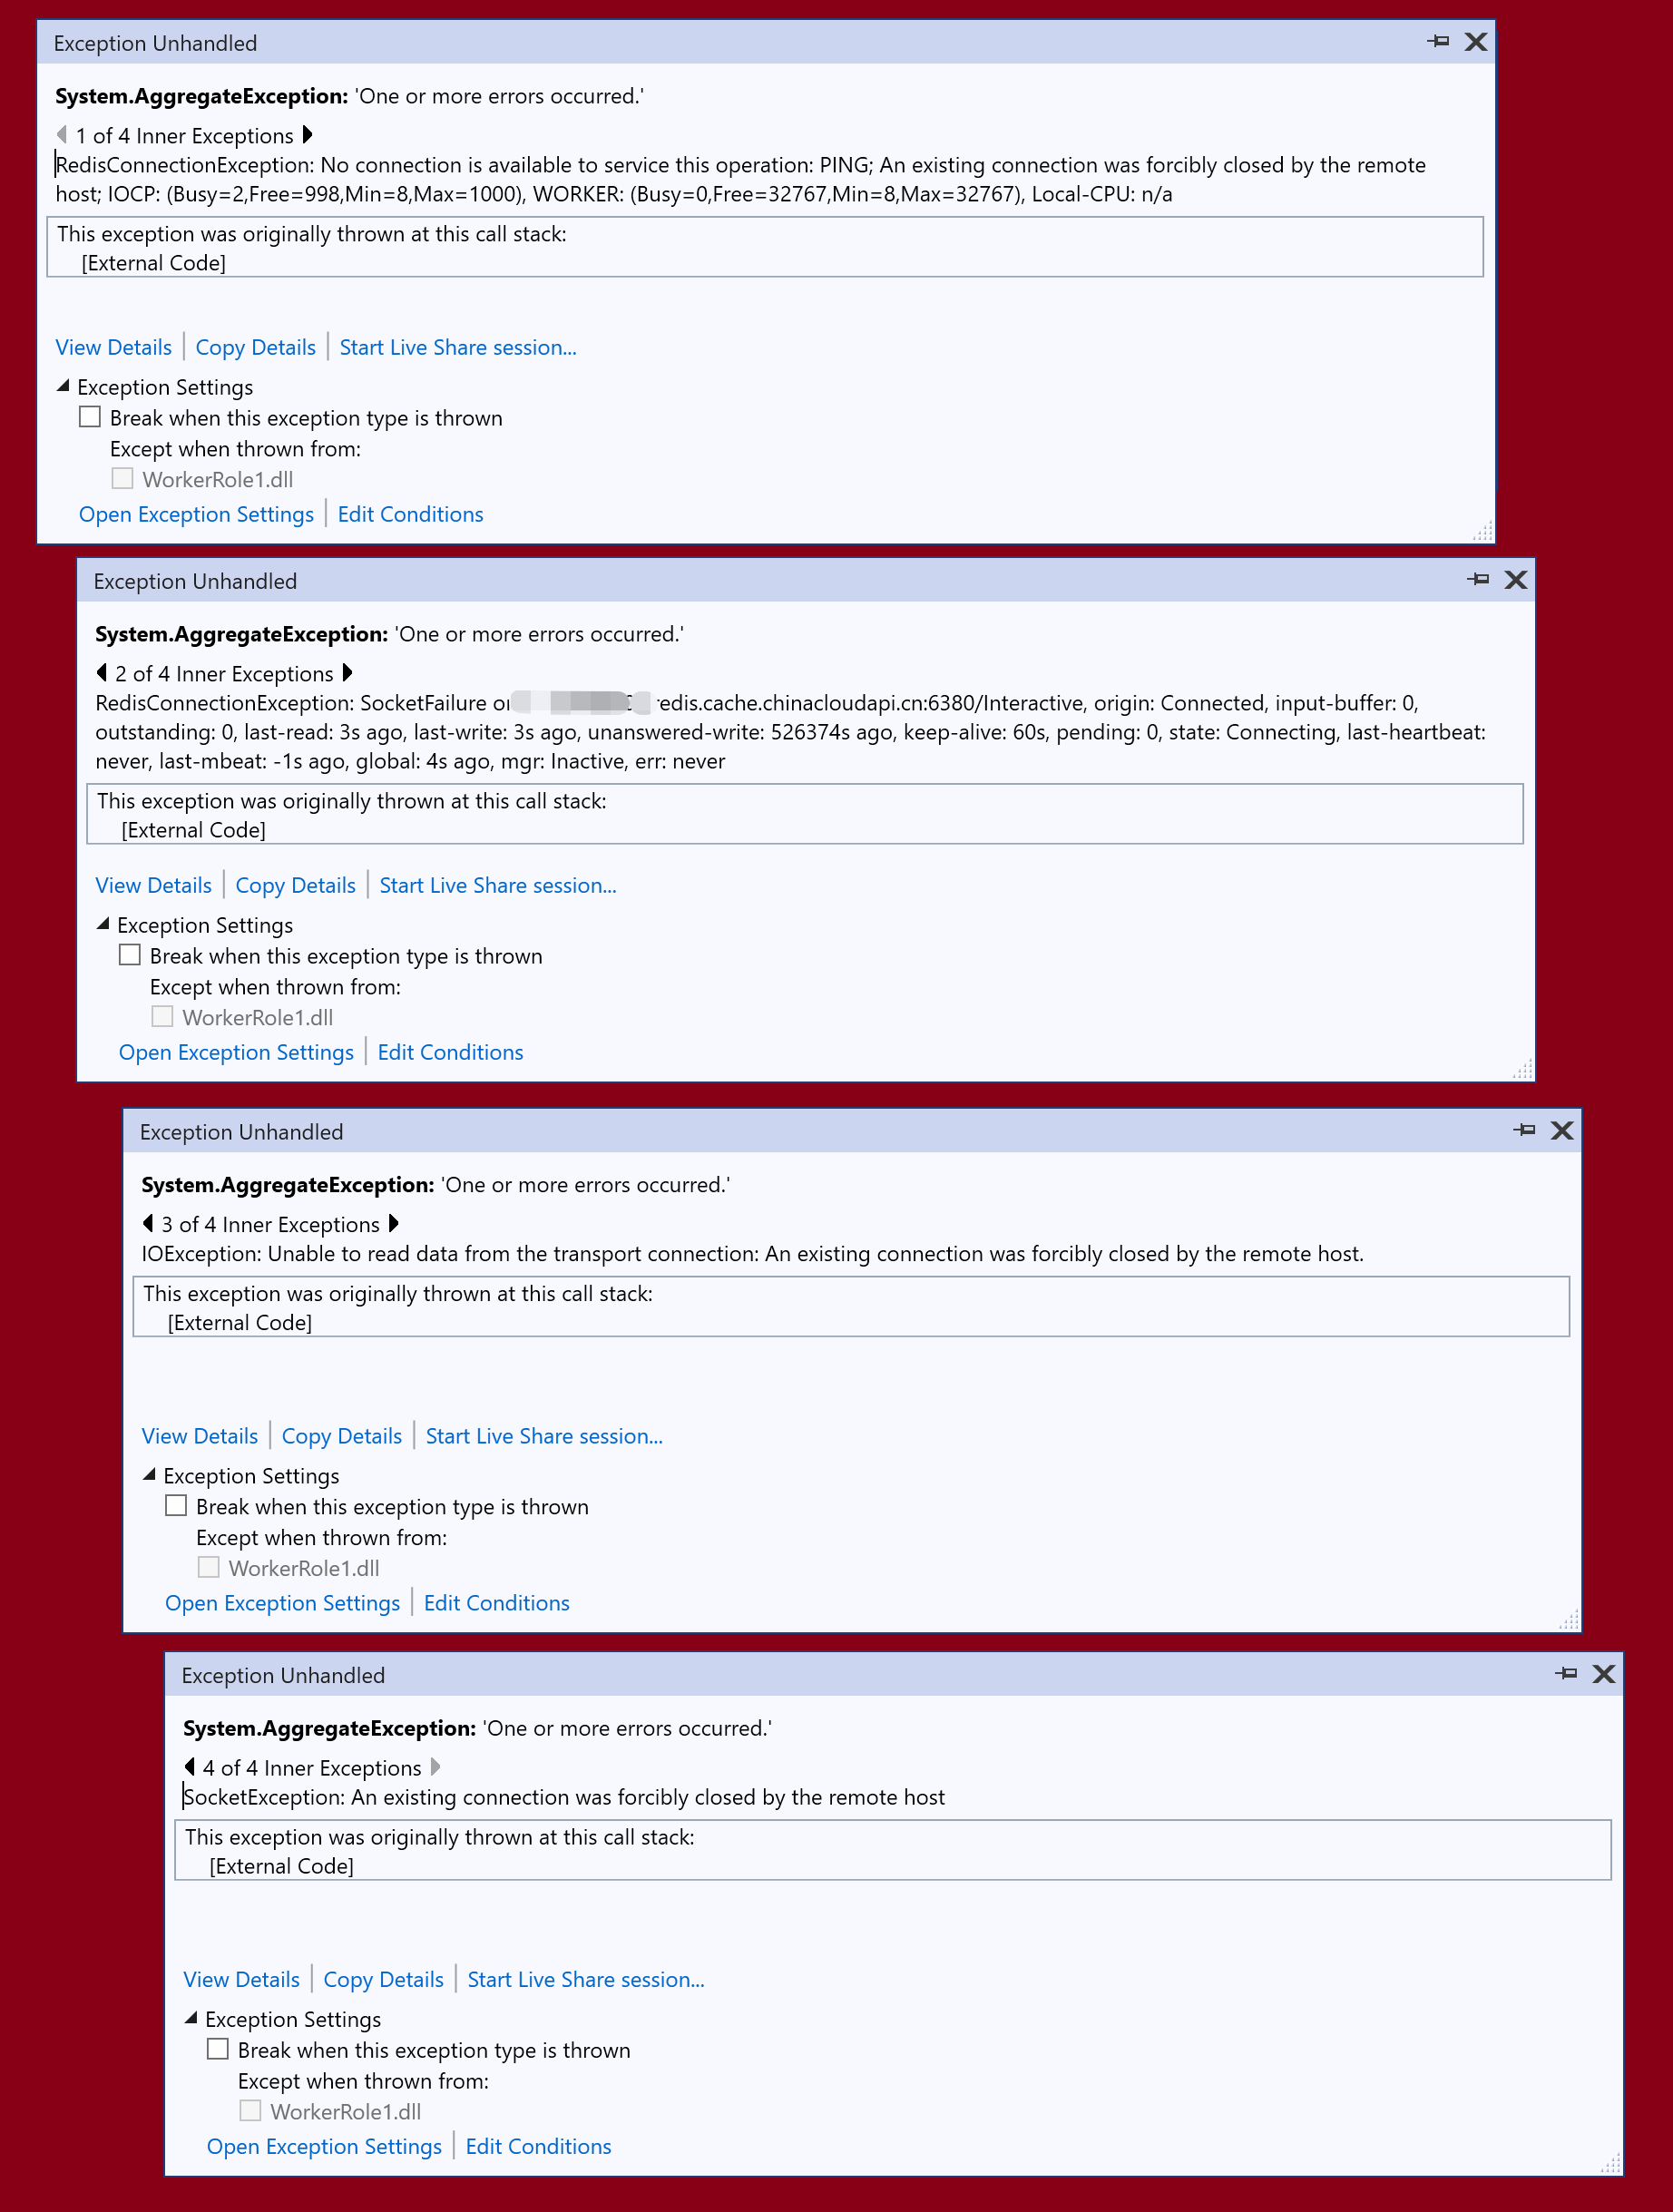 Exception Unhandled
System.AggregateException: 'One or more errors occurred.'
1 of 4 Inner Exceptions
RedisConnectionException: No connection is available to service this operation: PING; An existing connection was forcibly closed by the remote
host; IOCP: (Busy=2,Free=998,Min=8,Max=1000), WORKER: (Busy=0,Free=32767,Min=8,Max=32767), Local-CPU: n/a
This exception was originally thrown at this call stack:
[External Code]
View Details | Copy Details | Start Live Share session...
Exception Settings
Break when this exception type is thrown
Except when thrown from:
WorkerRole1.dll
Open Exception Settings | Edit Conditions
Exception Unhandled
System.AggregateException: 'One or more errors occurred.'
2 of 4 Inner Exceptions
RedisConnectionException: SocketFailure redis.cache.chinacloudapi.cn:6380/Interactive, origin: Connected, input-buffer: 0,
outstanding: 0, last-read: 3s ago, last-write: 3s ago, unanswered-write: 526374s ago, keep-alive: 60s, pending: 0, state: Connecting, last-heartbeat:
never, last-mbeat: -1s ago, global: 4s ago, mgr: Inactive, err: never
This exception was originally thrown at this call stack:
[External Code]
View Details | Copy Details | Start Live Share session...
Exception Settings
Break when this exception type is thrown
Except when thrown from:
WorkerRole1.dll
Open Exception Settings | Edit Conditions
Exception Unhandled
System.AggregateException: 'One or more errors occurred.'
3 of 4 Inner Exceptions
IOException: Unable to read data from the transport connection: An existing connection was forcibly closed by the remote host.
This exception was originally thrown at this call stack:
[External Code]
View Details | Copy Details | Start Live Share session...
Exception Settings
Break when this exception type is thrown
Except when thrown from:
WorkerRole1.dll
Open Exception Settings | Edit Conditions
Exception Unhandled
System.AggregateException: 'One or more errors occurred.'
4 of 4 Inner Exceptions
SocketException: An existing connection was forcibly closed by the remote host
This exception was originally thrown at this call stack:
[External Code]
View Details | Copy Details | Start Live Share session...
Exception Settings
Break when this exception type is thrown
Except when thrown from:
WorkerRole1.dll
Open Exception Settings | Edit Conditions